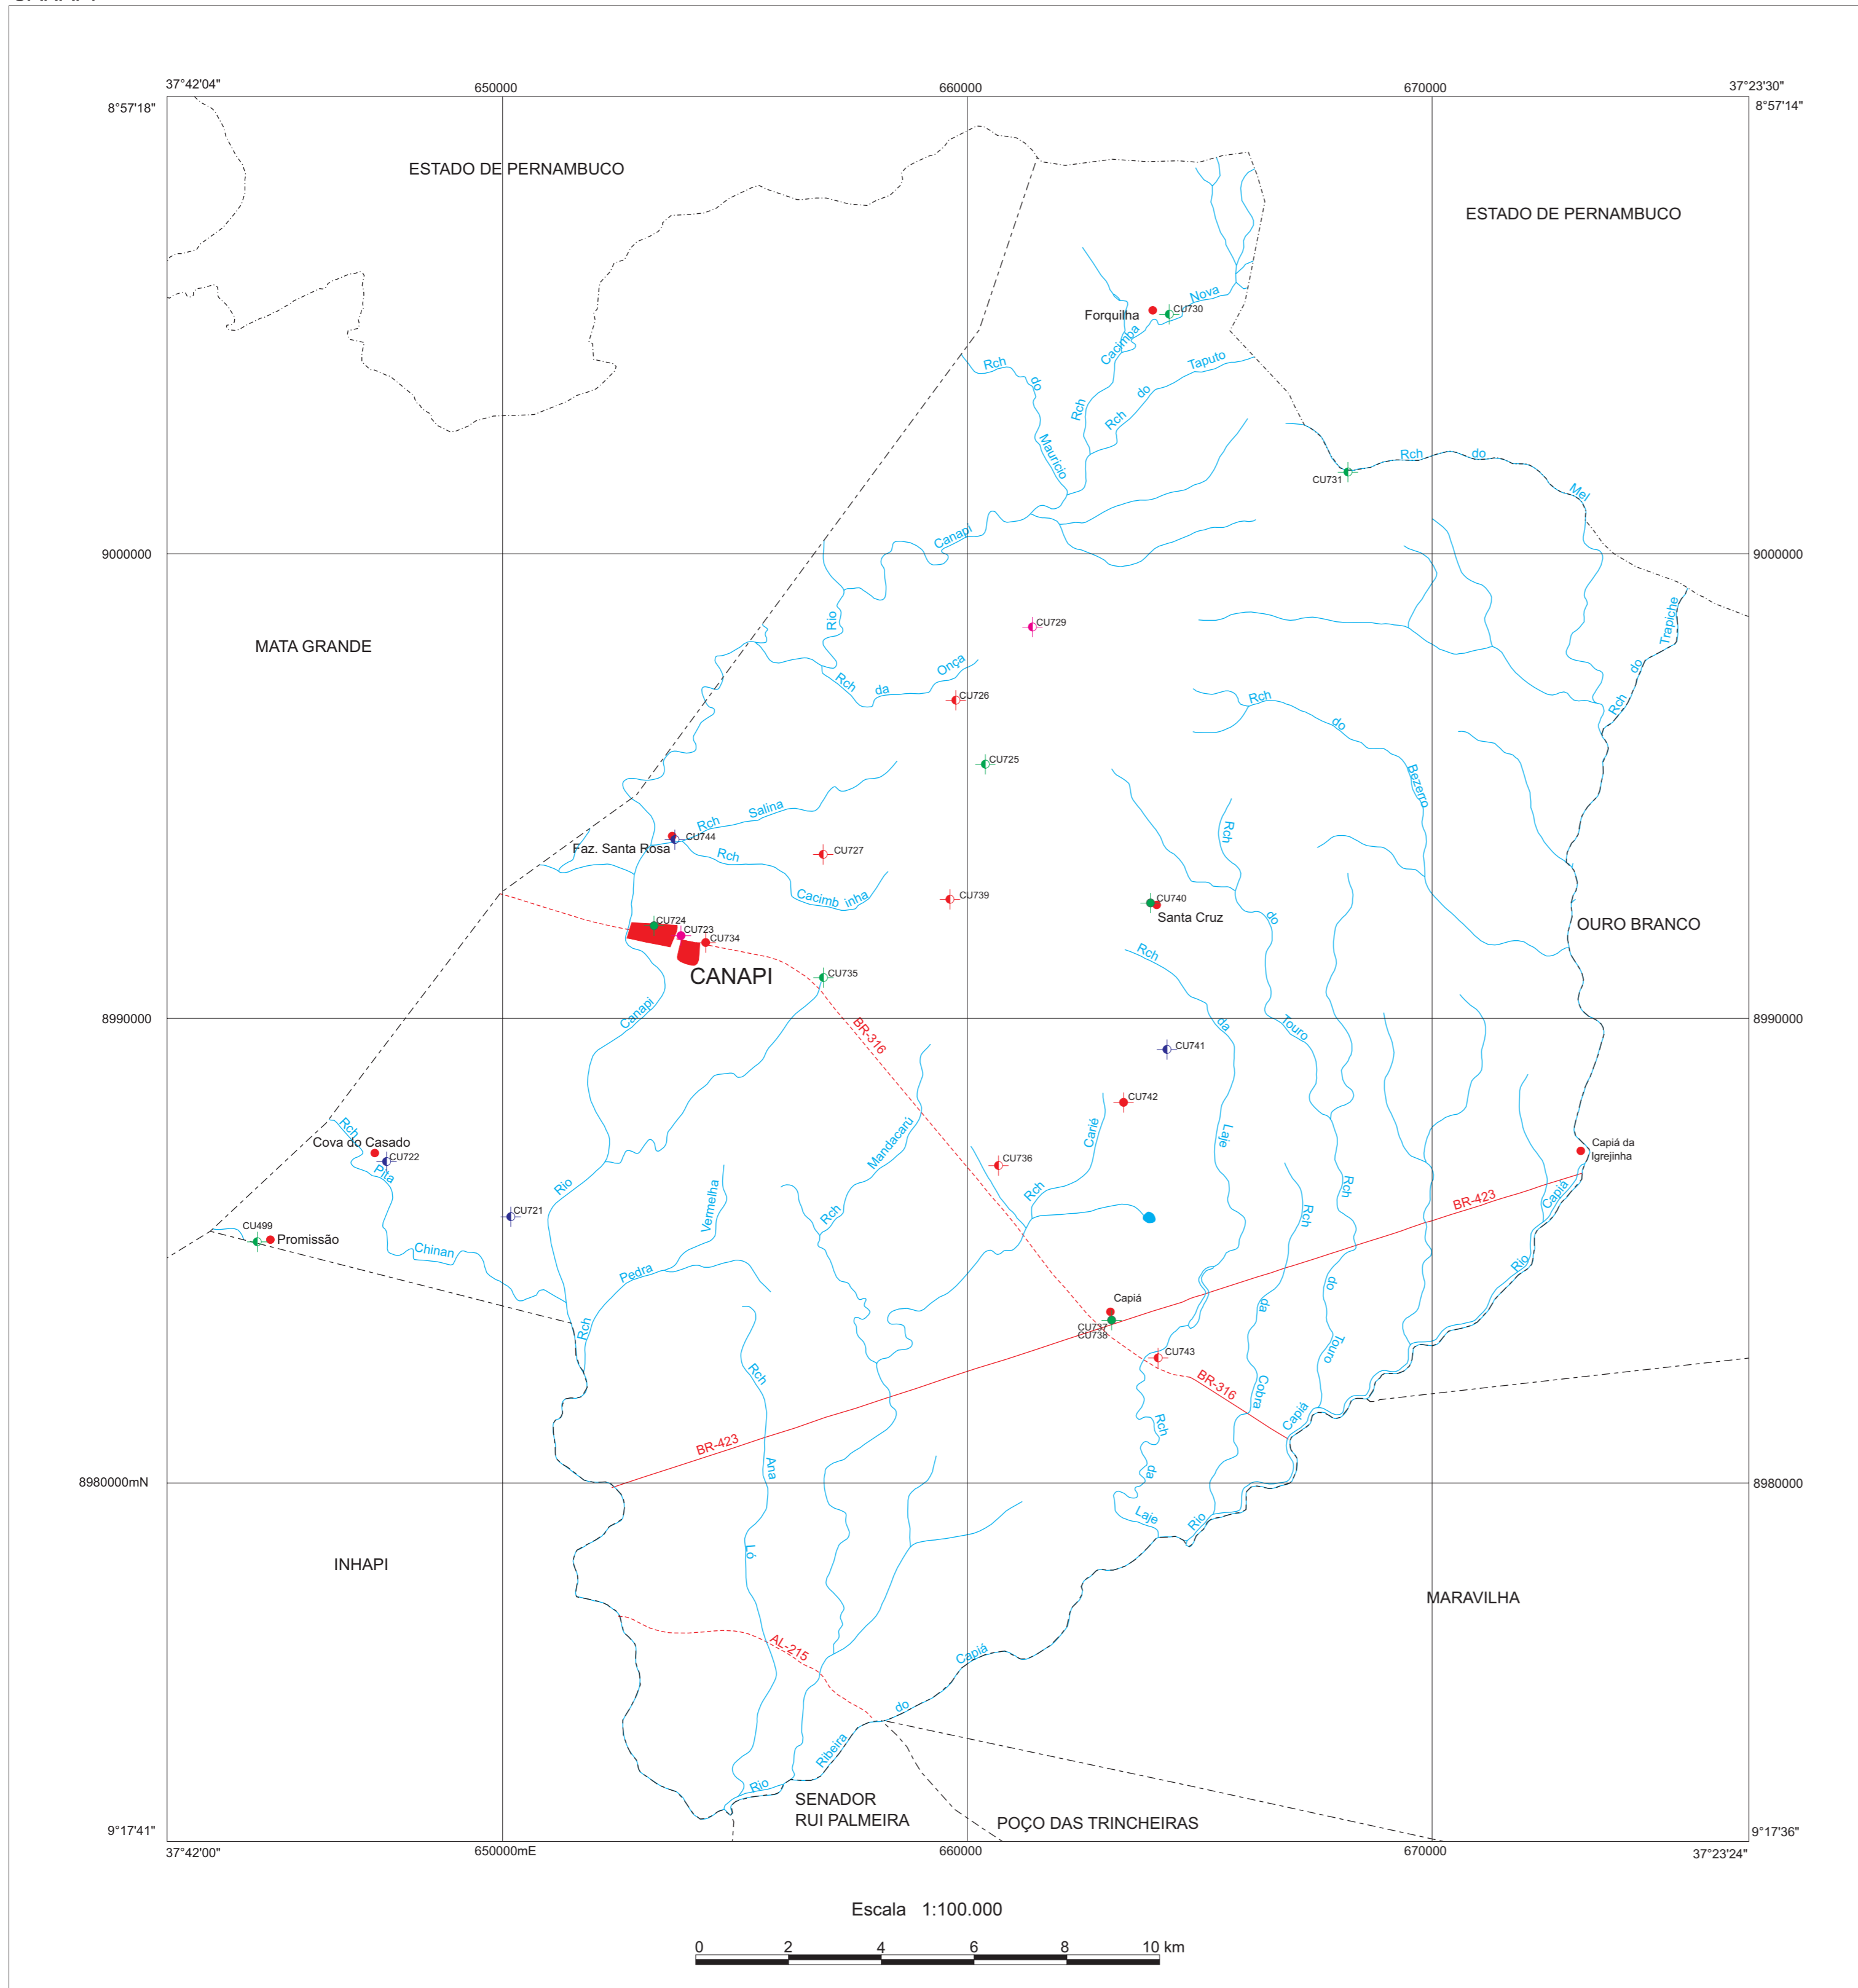 37°42'04"
650000
660000
670000
37°23'30"
8°57'18"
8°57'14"
ESTADO DE PERNAMBUCO
ESTADO DE PERNAMBUCO
Nova
CU730
Forquilha
Cacimba
Rch
Rch do Taputo
Rch do Maurício
Rch do Mel
CU731
Canapi
9000000
9000000
Rio
CU729
MATA GRANDE
Trapiche
do
Rch
Onça
da
Rch
CU726
Rch do Bezerro
CU725
Rch Salina
CU744
Faz. Santa Rosa
Rch
Cacimb inha
CU727
CU739
CU740
Santa Cruz
Rch do Touro
OURO BRANCO
CU724
CU723
CU734
CANAPI
CU735
Rch da Laje
Canapi
8990000
8990000
BR-316
CU741
CU742
Carié
Rch
Mandacarú
Rch
Rch
Pita
Cova do Casado
CU722
CU736
Capiá da
Igrejinha
BR-423
Capiá
Rio
Rio
CU721
Vermelha
Pedra
Rch
CU499
Promissão
Chinan
Rch da Cobra
Rch do Touro
Capiá
CU737
CU738
CU743
BR-316
Capiá
Rio
Rch Ana Ló
BR-423
Rch da Laje
8980000mN
8980000
INHAPI
MARAVILHA
AL-215
Capiá
do
Ribeira
Rio
SENADOR
RUI PALMEIRA
POÇO DAS TRINCHEIRAS
9°17'41"
9°17'36"
37°42'00"
650000mE
660000
670000
37°23'24"
Escala 1:100.000
0 2 4 6 8 10 km